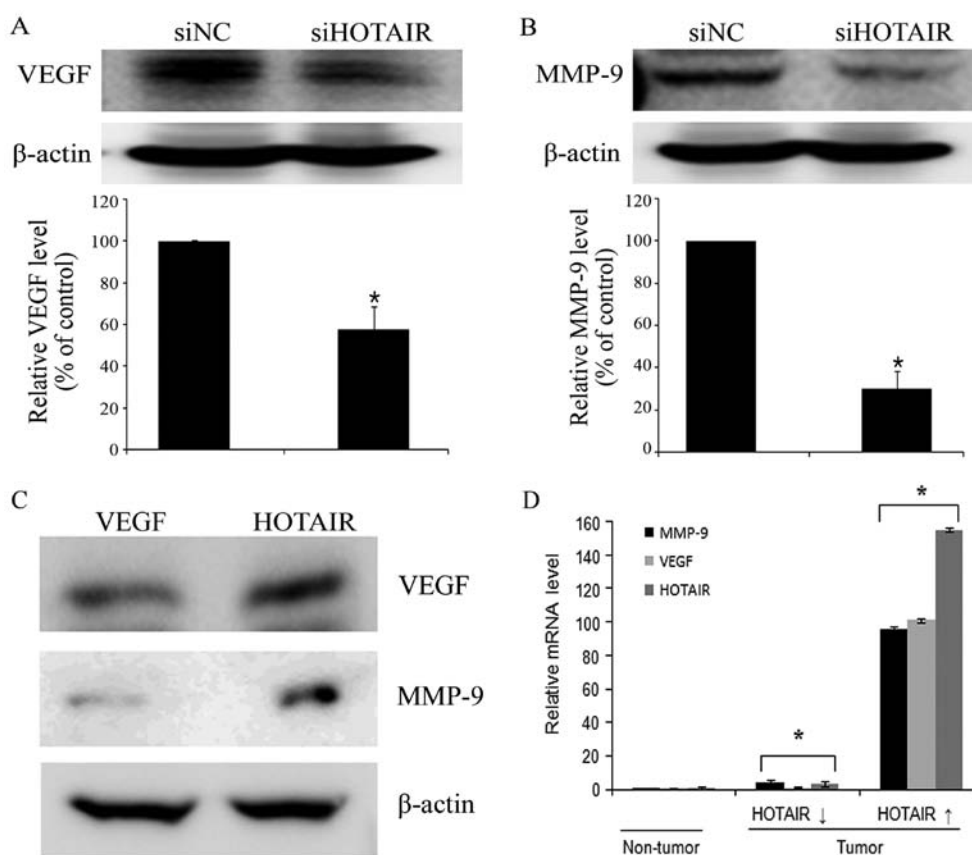 A
siNC siHOTAIR
VEGF
β-actin
Relative VEGF level
(% of control)
120
100
80
60
40
20
0
*
B
siNC siHOTAIR
MMP-9
β-actin
Relative MMP-9 level
(% of control)
120
100
80
60
40
20
0
*
C
VEGF HOTAIR
VEGF
MMP-9
β-actin
D
Relative mRNA level
160
140
120
100
80
60
40
20
0
MMP-9
VEGF
HOTAIR
*
*
HOTAIR ↓ HOTAIR ↑
Non-tumor Tumor